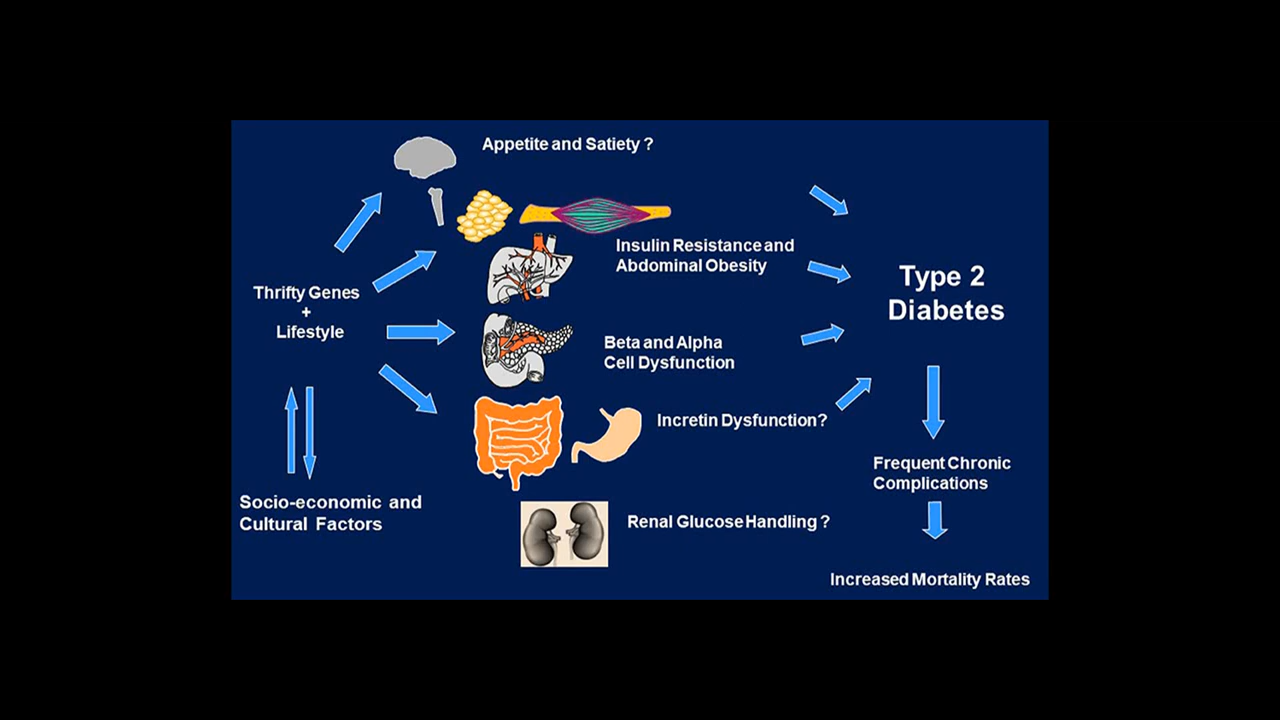 Appetite and Satiety ?
Insulin Resistance and
Abdominal Obesity
Thrifty Genes
+
Lifestyle
Beta and Alpha
Cell Dysfunction
Incretin Dysfunction?
Renal Glucose Handling ?
Socio-economic and
Cultural Factors
Type 2
Diabetes
Frequent Chronic
Complications
Increased Mortality Rates